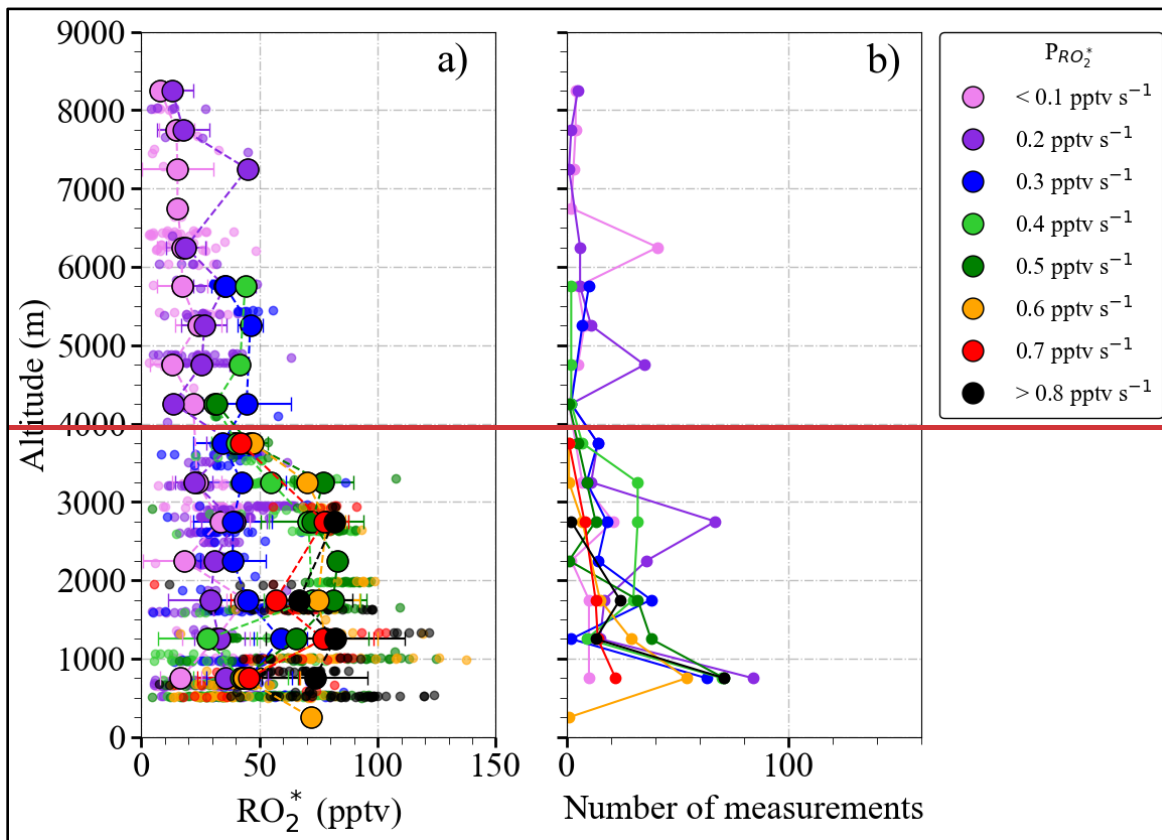 a)
b)
9000
8000
7000
6000
5000
4000
3000
2000
1000
0
Altitude (m)
0 50 100 150
RO₂* (pptv)
0 100
Number of measurements
P_{RO₂*}
< 0.1 pptv s⁻¹
0.2 pptv s⁻¹
0.3 pptv s⁻¹
0.4 pptv s⁻¹
0.5 pptv s⁻¹
0.6 pptv s⁻¹
0.7 pptv s⁻¹
> 0.8 pptv s⁻¹